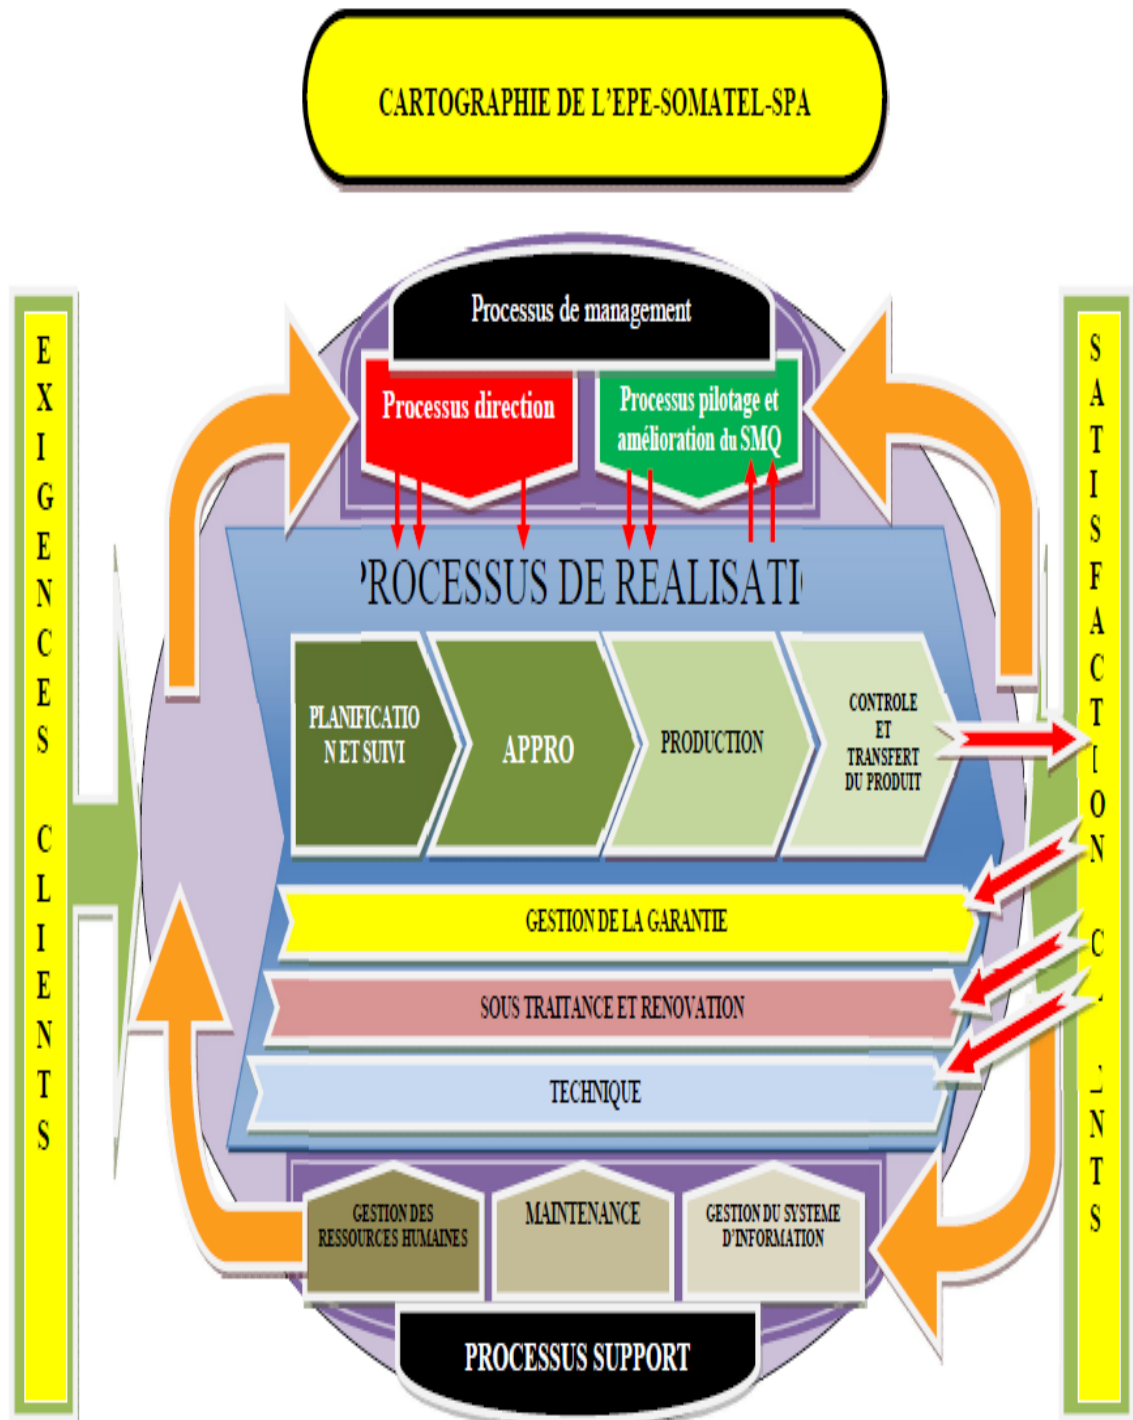 CARTOGRAPHIE DE L'EPE-SOMATEL-SPA
Processus de management
Processus direction
Processus pilotage et
amélioration du SMQ
EXIGENCES CLIENTS
PROCESSUS DE REALISATI
PLANIFICATIO
N ET SUIVI
APPRO
PRODUCTION
CONTROLE
ET
TRANSFERT
DU PRODUIT
GESTION DE LA GARANTIE
SOUS TRAITANCE ET RENOVATION
TECHNIQUE
SATISFACTION
GESTION DES
RESSOURCES HUMAINES
MAINTENANCE
GESTION DU SYSTEME
D'INFORMATION
PROCESSUS SUPPORT